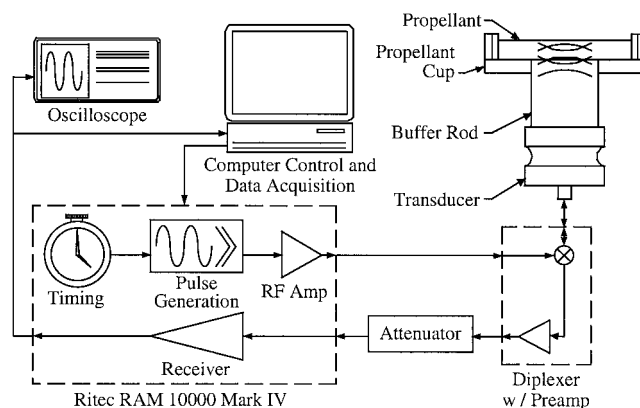 Propellant
Propellant
Cup
Oscilloscope
Computer Control and
Data Acquisition
Buffer Rod
Transducer
Timing
Pulse
Generation
RF Amp
Receiver
Attenuator
Diplexer
w / Preamp
Ritec RAM 10000 Mark IV